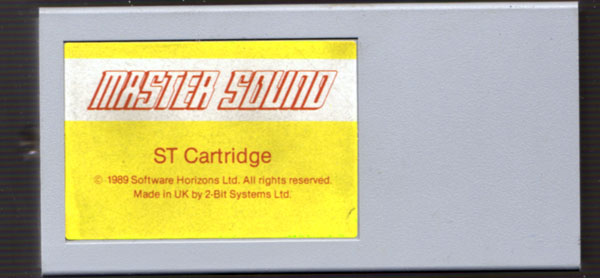 MASTER SOUND
ST Cartridge
© 1989 Software Horizons Ltd. All rights reserved.
Made in UK by 2-Bit Systems Ltd.